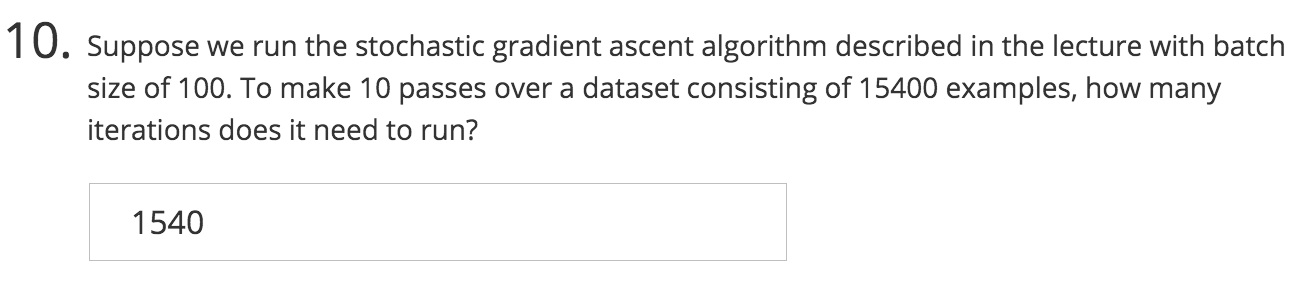 10. Suppose we run the stochastic gradient ascent algorithm described in the lecture with batch
size of 100. To make 10 passes over a dataset consisting of 15400 examples, how many
iterations does it need to run?
1540